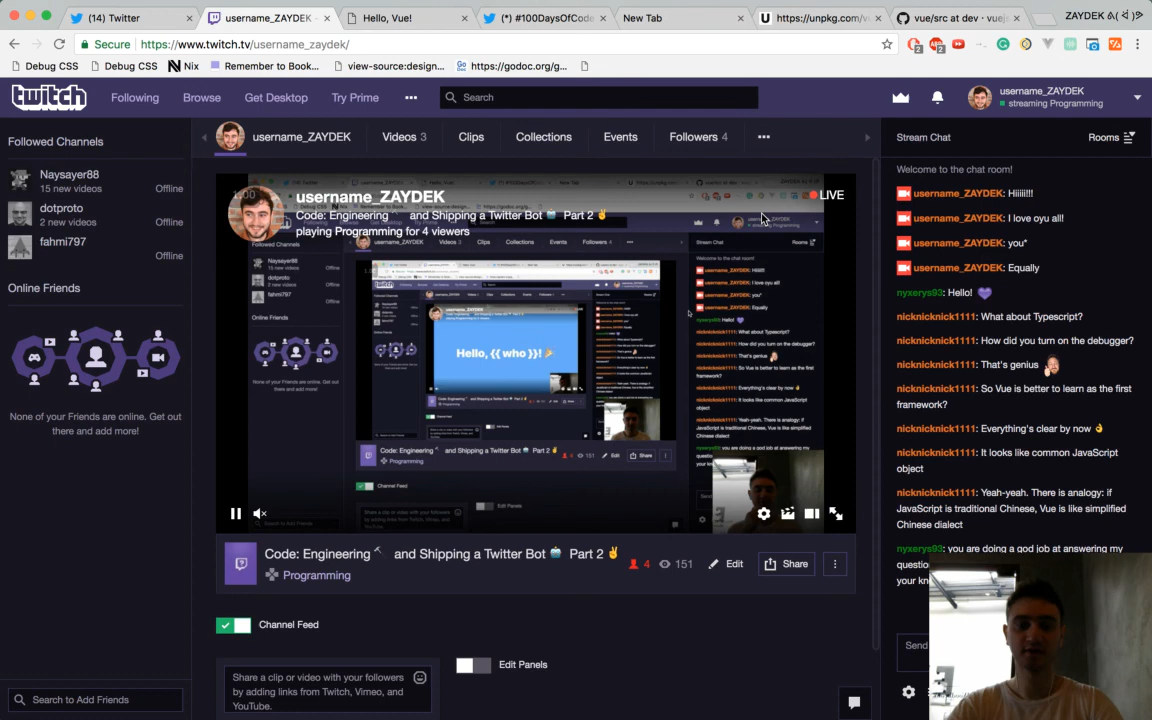 (14) Twitter
username_ZAYDEK -
Hello, Vue!
(*) #100DaysOfCode
New Tab
https://unpkg.com/v
vue/src at dev · vuejs
ZAYDEK
Secure
https://www.twitch.tv/username_zaydek/
Debug CSS
Debug CSS
Nix
Remember to Book...
view-source:design...
https://godoc.org/g...
twitch
Following
Browse
Get Desktop
Try Prime
Search
username_ZAYDEK
streaming Programming
Followed Channels
Naysayer88
15 new videos
Offline
dotproto
2 new videos
Offline
fahmi797
Offline
Online Friends
None of your Friends are online. Get out
there and add more!
Search to Add Friends
username_ZAYDEK
Videos 3
Clips
Collections
Events
Followers 4
username_ZAYDEK
LIVE
Code: Engineering and Shipping a Twitter Bot Part 2
playing Programming for 4 viewers
Hello, {{ who }}!
Code: Engineering and Shipping a Twitter Bot Part 2
4
151
Edit
Share
Programming
Channel Feed
Share a clip or video with your followers
by adding links from Twitch, Vimeo, and
YouTube.
Edit Panels
Stream Chat
Rooms
Welcome to the chat room!
username_ZAYDEK: Hiiiii!!!
username_ZAYDEK: I love oyu all!
username_ZAYDEK: you*
username_ZAYDEK: Equally
nyxerys93: Hello!
nicknicknick1111: What about Typescript?
nicknicknick1111: How did you turn on the debugger?
nicknicknick1111: That's genius
nicknicknick1111: So Vue is better to learn as the first
framework?
nicknicknick1111: Everything's clear by now
nicknicknick1111: It looks like common JavaScript
object
nicknicknick1111: Yeah-yeah. There is analogy: if
JavaScript is traditional Chinese, Vue is like simplified
Chinese dialect
nyxerys93: you are doing a god job at answering my
Send